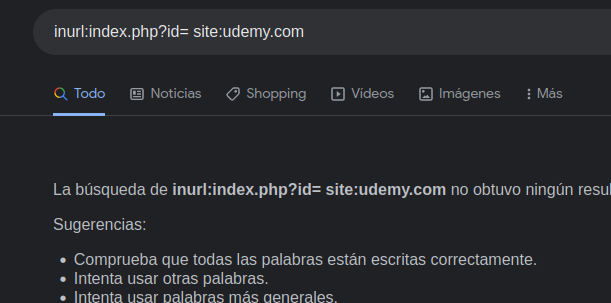 inurl:index.php?id= site:udemy.com
Todo Noticias Shopping Videos Imágenes Más
La búsqueda de inurl:index.php?id= site:udemy.com no obtuvo ningún
Sugerencias:
• Comprueba que todas las palabras están escritas correctamente.
• Intenta usar otras palabras.
• Intenta usar palabras más generales.